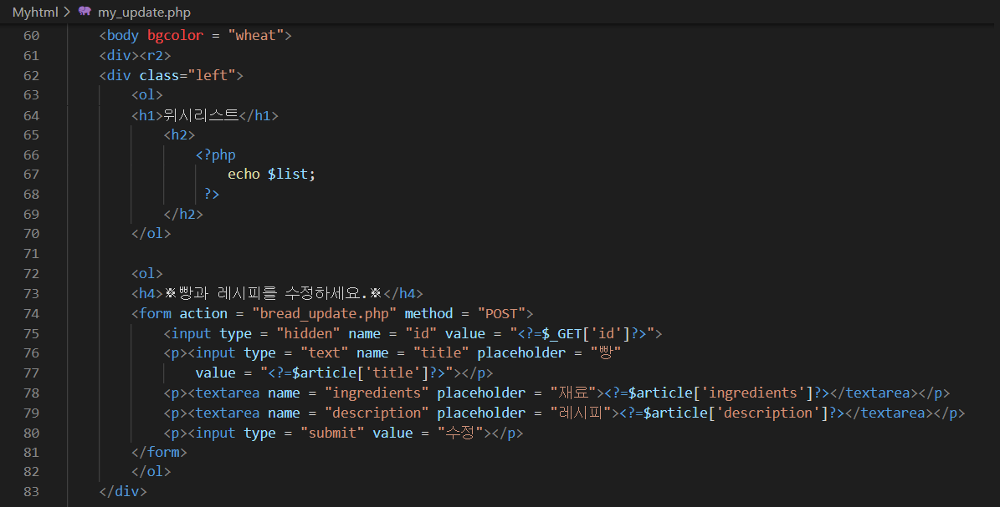 Myhtml > my_update.php
60 <body bgcolor = "wheat">
61 <div><r2>
62 <div class="left">
63 <ol>
64 <h1>위시리스트</h1>
65 <h2>
66 <?php
67 echo $list;
68 ?>
69 </h2>
70 </ol>
71
72 <ol>
73 <h4>※빵과 레시피를 수정하세요.※</h4>
74 <form action = "bread_update.php" method = "POST">
75 <input type = "hidden" name = "id" value = "<?=$_GET['id']?>">
76 <p><input type = "text" name = "title" placeholder = "빵"
77 value = "<?=$article['title']?>"></p>
78 <p><textarea name = "ingredients" placeholder = "재료"><?=$article['ingredients']?></textarea></p>
79 <p><textarea name = "description" placeholder = "레시피"><?=$article['description']?></textarea></p>
80 <p><input type = "submit" value = "수정"></p>
81 </form>
82 </ol>
83 </div>